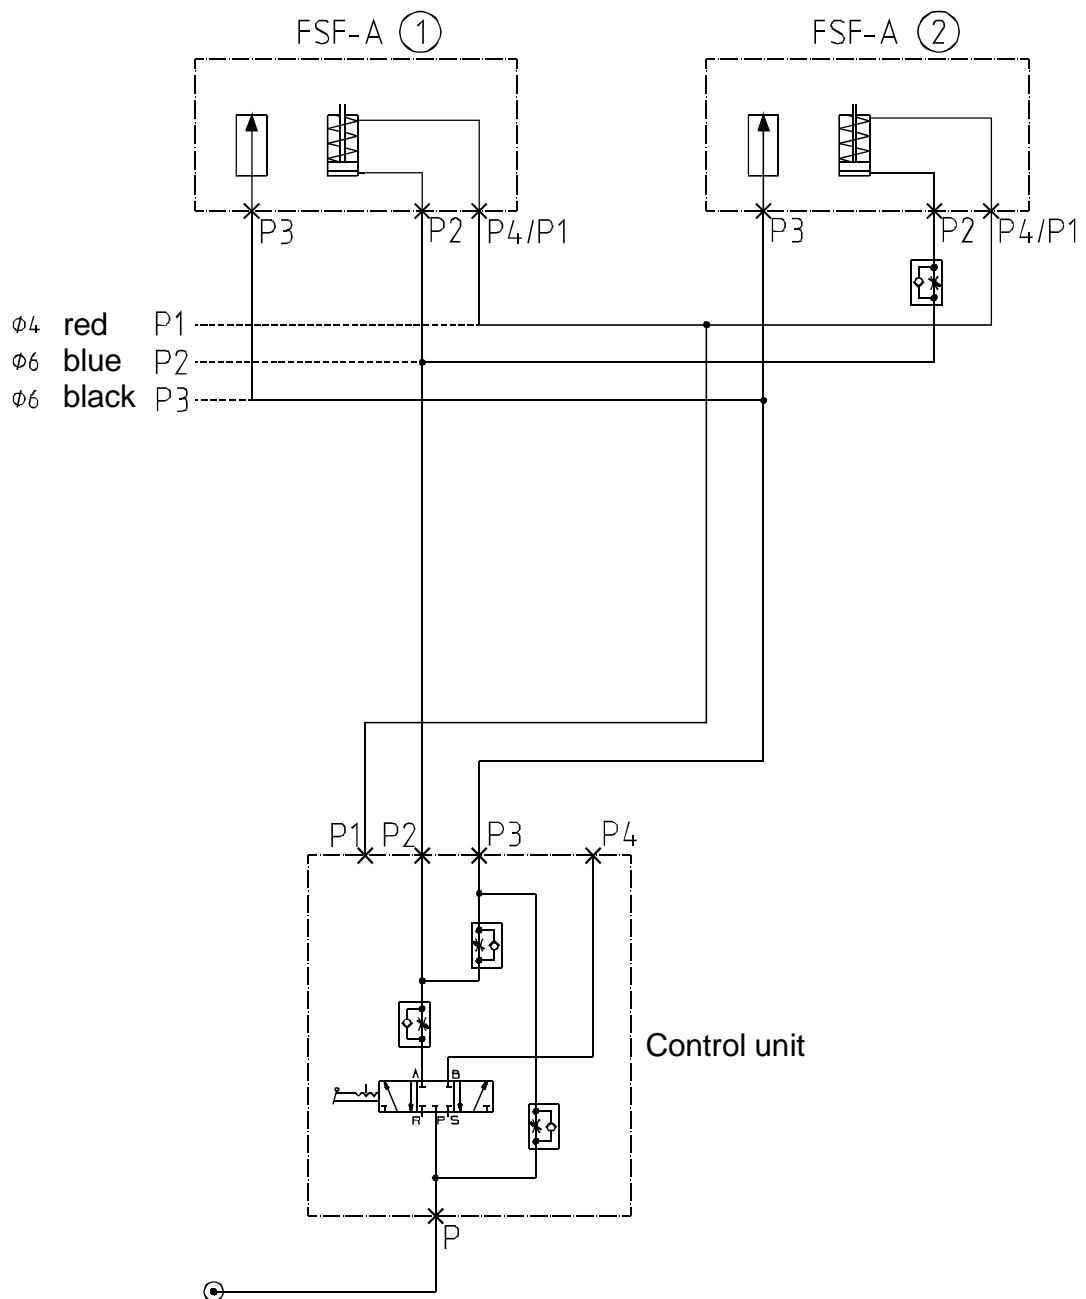 FSF-A 1 FSF-A 2
P3 P2 P4/P1 P3 P2 P4/P1
Φ4 red P1
Φ6 blue P2
Φ6 black P3
P1 P2 P3 P4
Control unit
A B
R P S
P